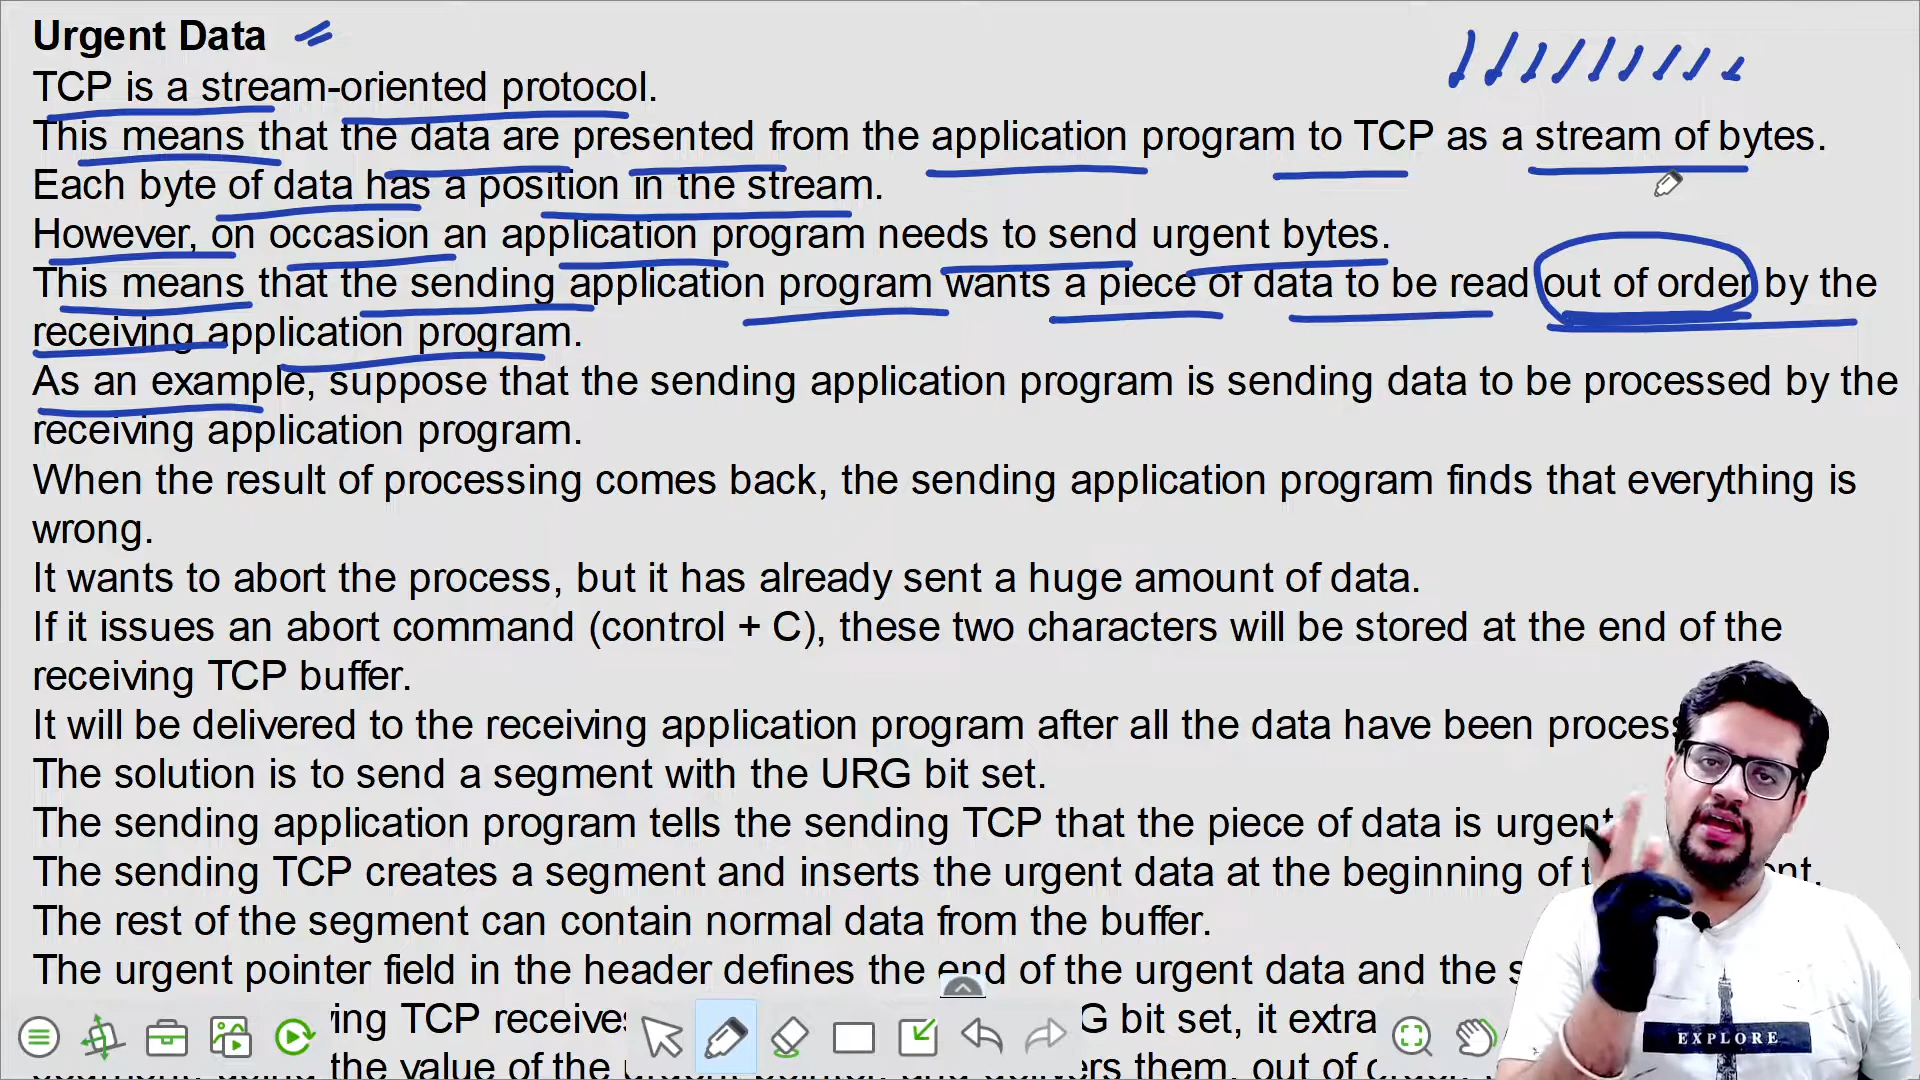 Urgent Data
TCP is a stream-oriented protocol.
This means that the data are presented from the application program to TCP as a stream of bytes.
Each byte of data has a position in the stream.
However, on occasion an application program needs to send urgent bytes.
This means that the sending application program wants a piece of data to be read out of order by the
receiving application program.
As an example, suppose that the sending application program is sending data to be processed by the
receiving application program.
When the result of processing comes back, the sending application program finds that everything is
wrong.
It wants to abort the process, but it has already sent a huge amount of data.
If it issues an abort command (control + C), these two characters will be stored at the end of the
receiving TCP buffer.
It will be delivered to the receiving application program after all the data have been
The solution is to send a segment with the URG bit set.
The sending application program tells the sending TCP that the piece of data is urgent
The sending TCP creates a segment and inserts the urgent data at the beginning of
The rest of the segment can contain normal data from the buffer.
The urgent pointer field in the header defines the end of the urgent data and the
TCP bit set, it
the value of the them, out of
EXPLORE